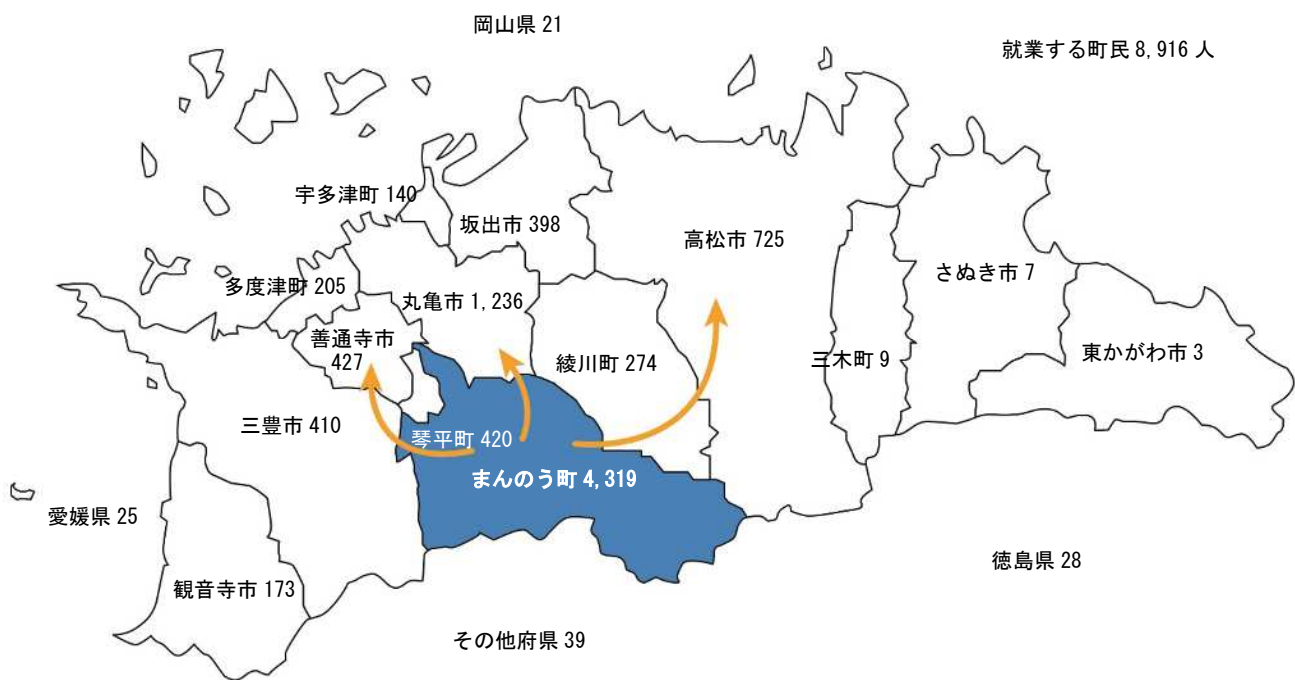 岡山県 21
就業する町民 8,916 人
宇多津町 140
坂出市 398
高松市 725
さぬき市 7
多度津町 205
丸亀市 1,236
善通寺市
427
綾川町 274
三木町 9
東かがわ市 3
三豊市 410
琴平町 420
まんのう町 4,319
愛媛県 25
観音寺市 173
徳島県 28
その他府県 39